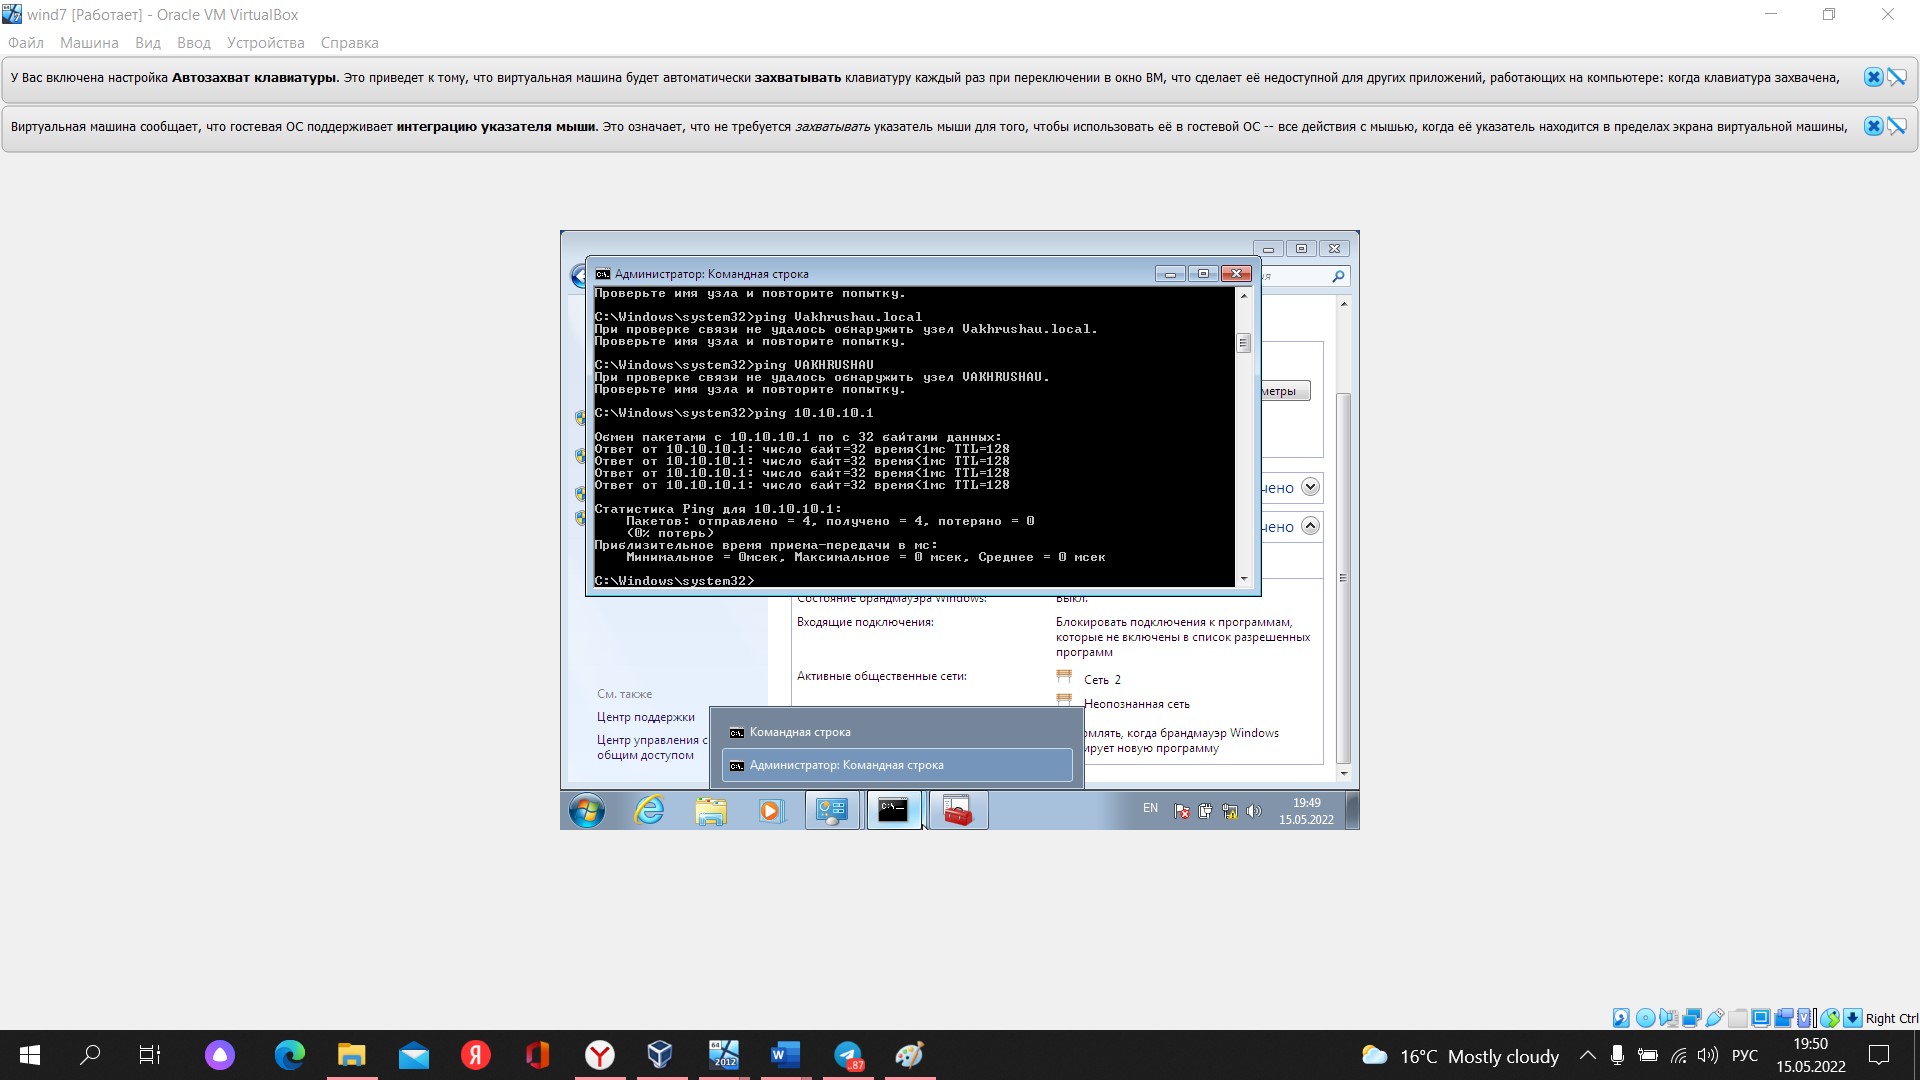 wind7 [Работает] - Oracle VM VirtualBox
Файл Машина Вид Ввод Устройства Справка
У Вас включена настройка Автозахват клавиатуры. Это приведет к тому, что виртуальная машина будет автоматически захватывать клавиатуру каждый раз при переключении в окно ВМ, что сделает её недоступной для других приложений, работающих на компьютере: когда клавиатура захвачена,
Виртуальная машина сообщает, что гостевая ОС поддерживает интеграцию указателя мыши. Это означает, что не требуется захватывать указатель мыши для того, чтобы использовать её в гостевой ОС -- все действия с мышью, когда её указатель находится в пределах экрана виртуальной машины,
Администратор: Командная строка
Проверьте имя узла и повторите попытку.
C:\Windows\system32>ping Vakhrushau.local
При проверке связи не удалось обнаружить узел Vakhrushau.local.
Проверьте имя узла и повторите попытку.
C:\Windows\system32>ping VAKHRUSHAU
При проверке связи не удалось обнаружить узел VAKHRUSHAU.
Проверьте имя узла и повторите попытку.
C:\Windows\system32>ping 10.10.10.1
Обмен пакетами с 10.10.10.1 по с 32 байтами данных:
Ответ от 10.10.10.1: число байт=32 время<1мс TTL=128
Ответ от 10.10.10.1: число байт=32 время<1мс TTL=128
Ответ от 10.10.10.1: число байт=32 время<1мс TTL=128
Ответ от 10.10.10.1: число байт=32 время<1мс TTL=128
Статистика Ping для 10.10.10.1:
Пакетов: отправлено = 4, получено = 4, потеряно = 0
(0% потерь)
Приблизительное время приема-передачи в мс:
Минимальное = 0мсек, Максимальное = 0 мсек, Среднее = 0 мсек
C:\Windows\system32>
метры
чено
чено
Состояние брандмауэра Windows: Выкл.
Входящие подключения: Блокировать подключения к программам,
которые не включены в список разрешенных
программ
Активные общественные сети: Сеть 2
Неопознанная сеть
омлять, когда брандмауэр Windows
ирует новую программу
См. также
Центр поддержки
Центр управления с
общим доступом
Командная строка
Администратор: Командная строка
EN
19:49
15.05.2022
Right Ctrl
64
2012
..87
16°C Mostly cloudy
РУС
19:50
15.05.2022